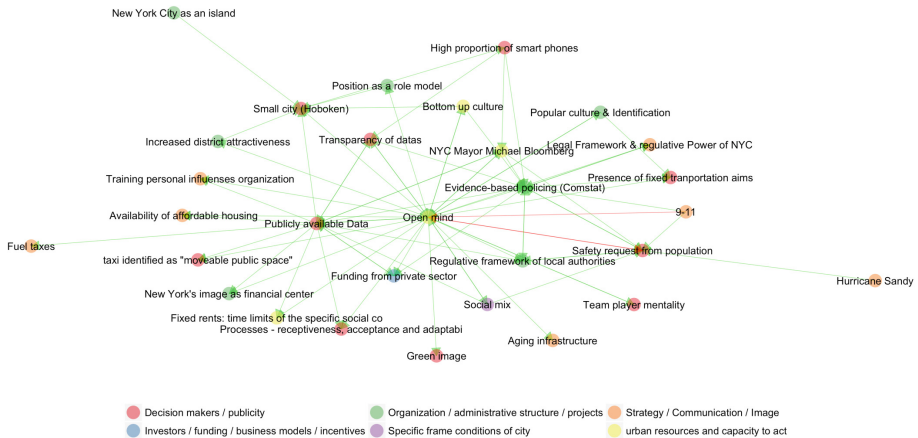 New York City as an island
High proportion of smart phones
Position as a role model
Small city (Hoboken)
Bottom up culture
Popular culture & Identification
Increased district attractiveness
Transparency of datas
NYC Mayor Michael Bloomberg
Legal Framework & regulative Power of NYC
Training personal influenses organization
Evidence-based policing (Comstat)
Presence of fixed tranportation aims
Availability of affordable housing
Publicly available Data
Open mind
9-11
Fuel taxes
Safety request from population
taxi identified as "moveable public space"
Regulative framework of local authorities
Funding from private sector
Hurricane Sandy
New York's image as financial center
Social mix
Team player mentality
Fixed rents: time limits of the specific social co
Processes - receptiveness, acceptance and adaptabi
Aging infrastructure
Green image
Decision makers / publicity
Organization / administrative structure / projects
Strategy / Communication / Image
Investors / funding / business models / incentives
Specific frame conditions of city
urban resources and capacity to act